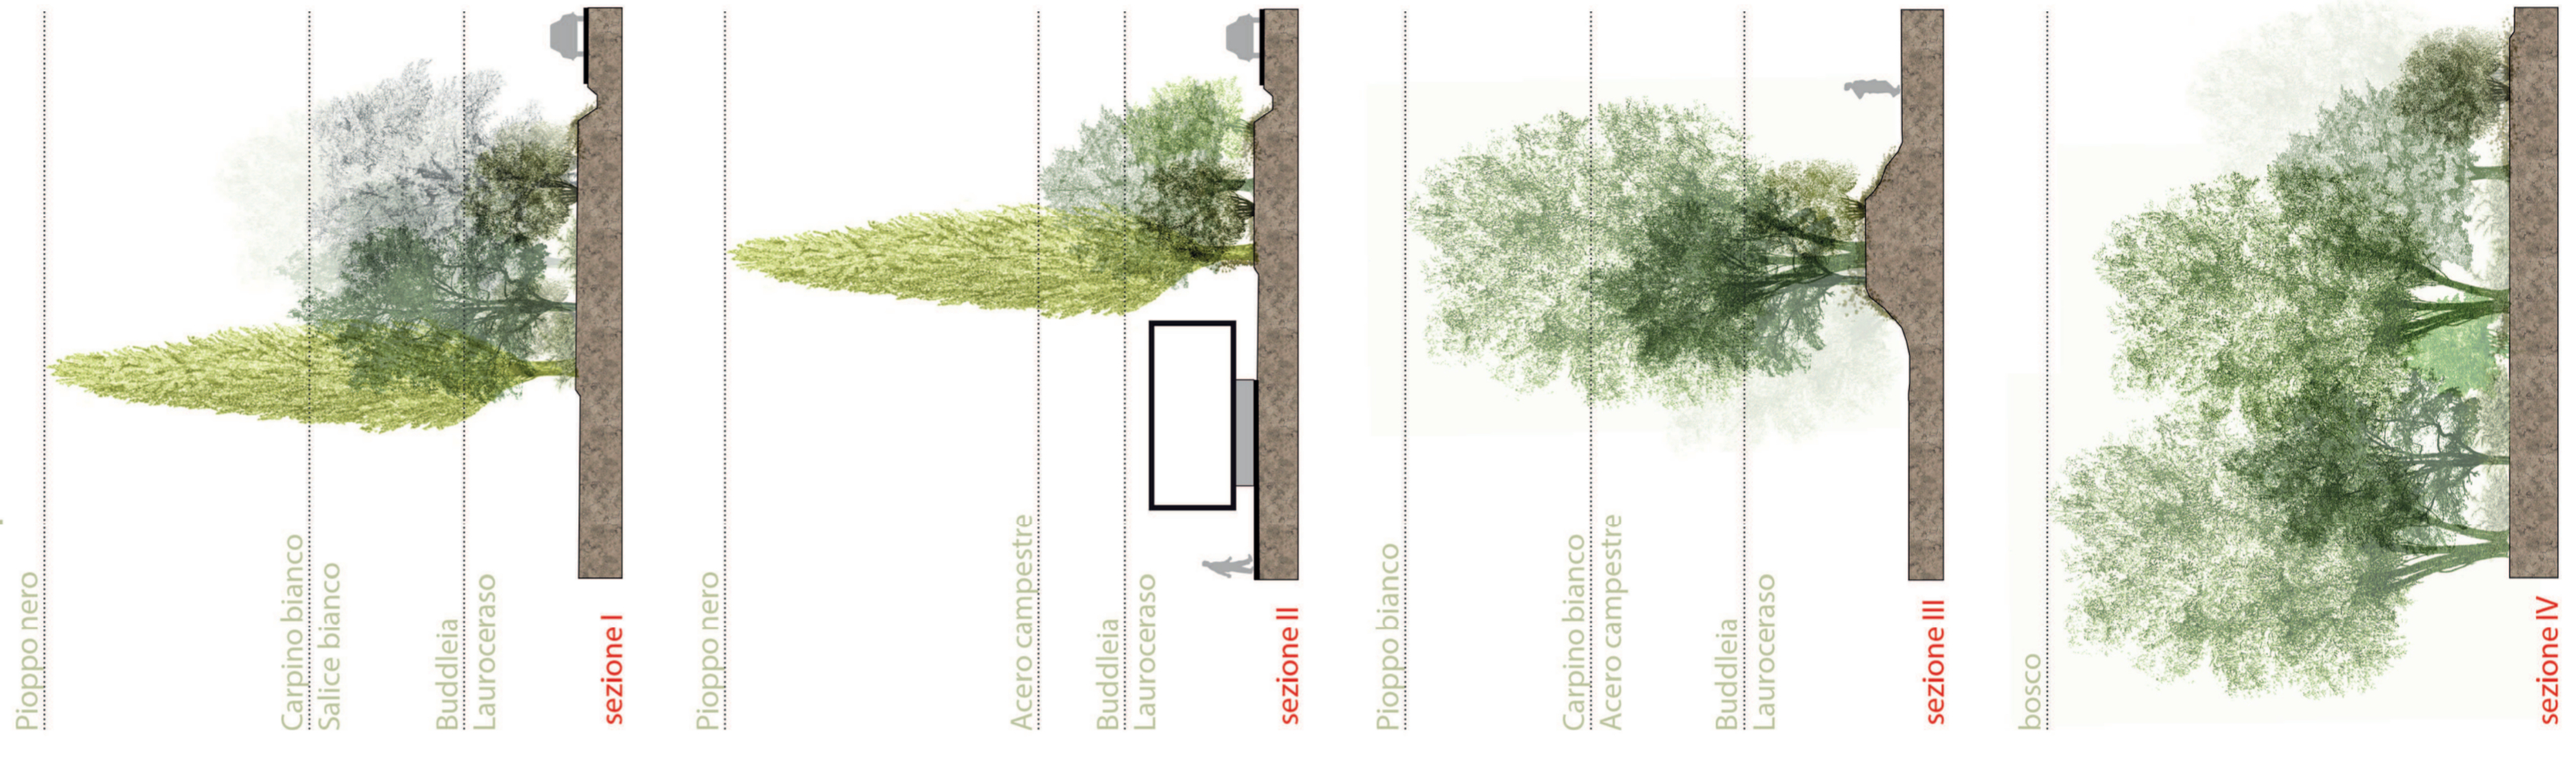 Pioppo nero
Carpino bianco
Salice bianco
Buddleia
Lauroceraso
sezione I
Pioppo nero
Acero campestre
Buddleia
Lauroceraso
sezione II
Pioppo bianco
Carpino bianco
Acero campestre
Buddleia
Lauroceraso
sezione III
bosco
sezione IV